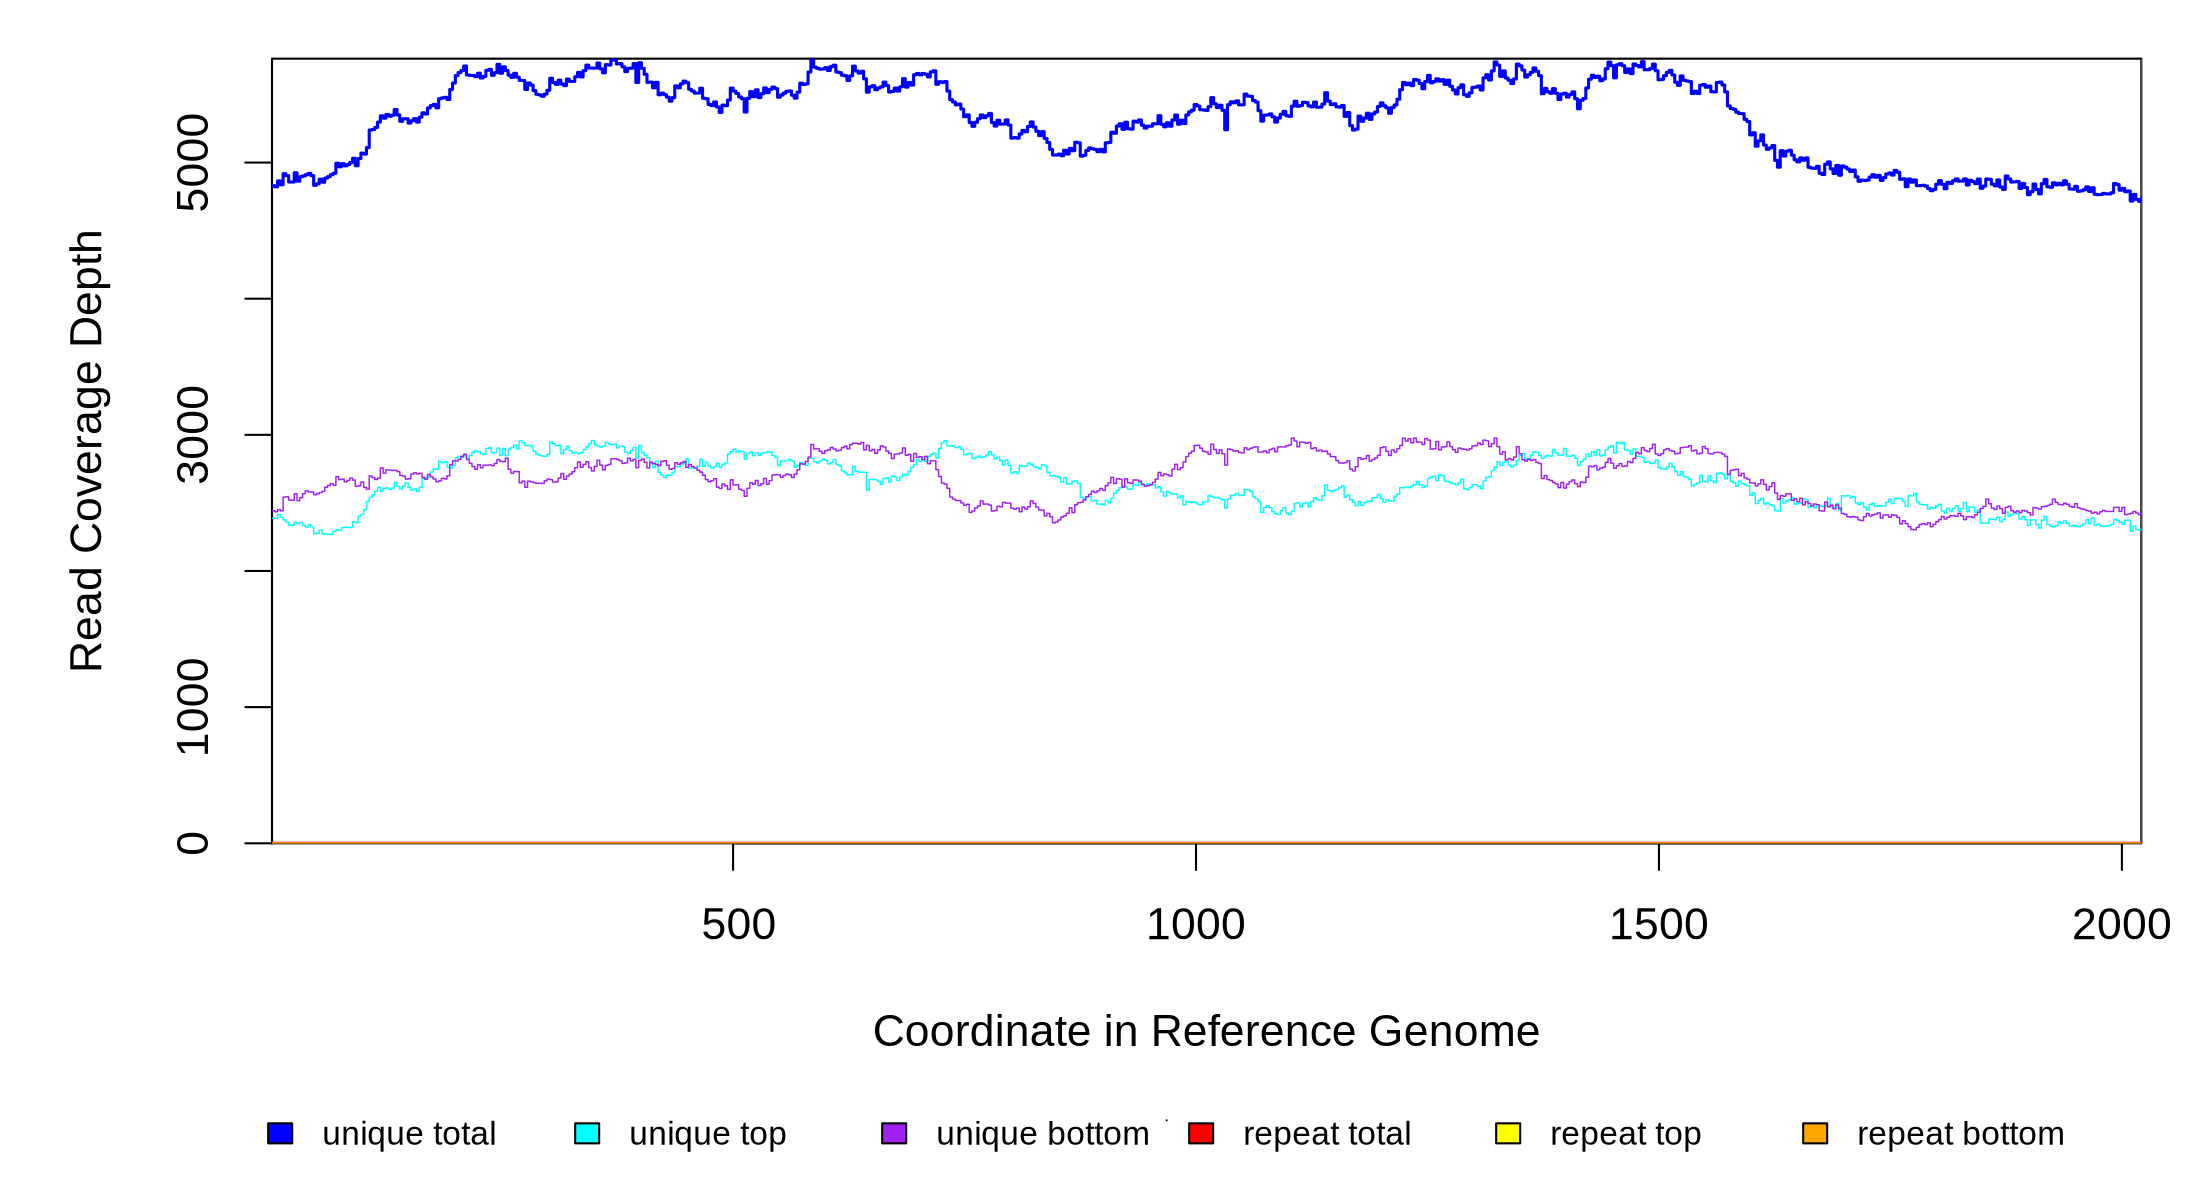 Read Coverage Depth
5000
3000
1000
0
500 1000 1500 2000
Coordinate in Reference Genome
unique total unique top unique bottom repeat total repeat top repeat bottom